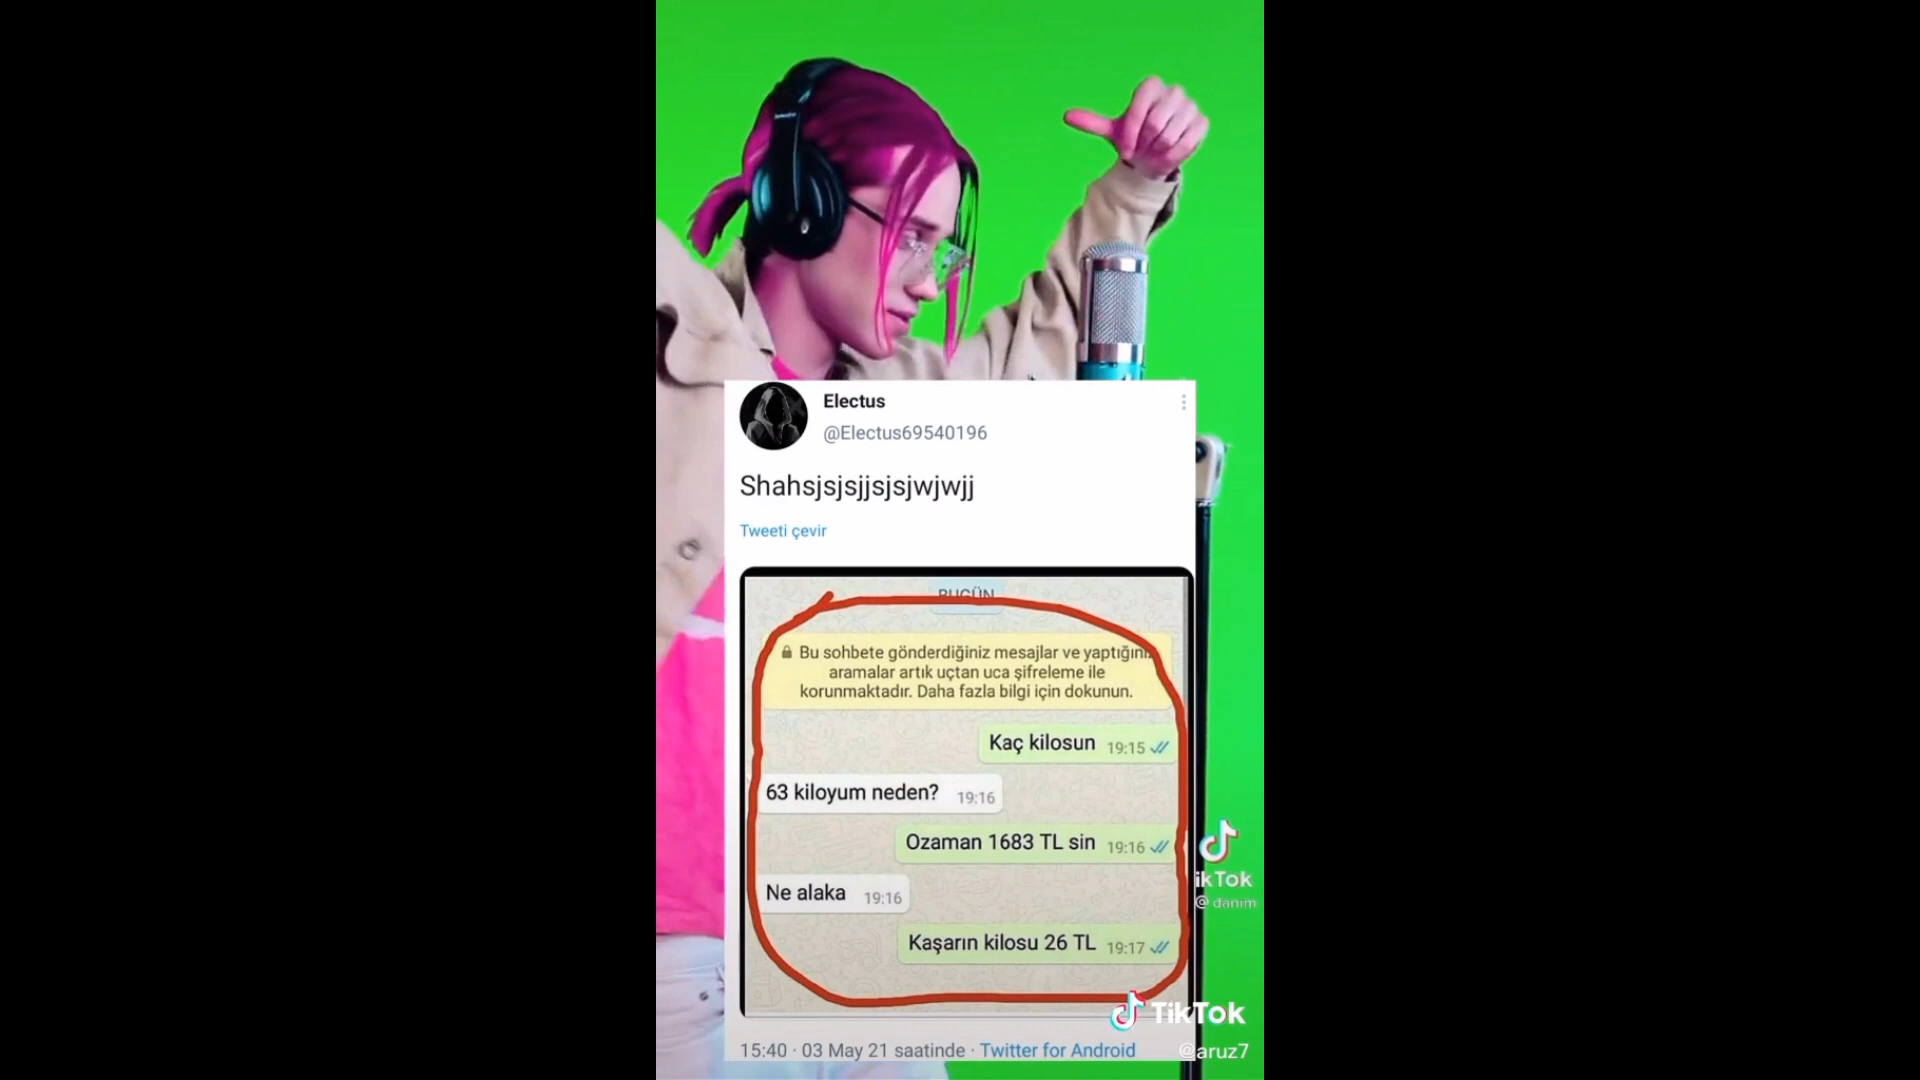 Electus
@Electus69540196
Shahsjsjsjjsjsjwjwjj
Tweeti çevir
BUGÜN
Bu sohbete gönderdiğiniz mesajlar ve yaptığınız
aramalar artık uçtan uca şifreleme ile
korunmaktadır. Daha fazla bilgi için dokunun.
Kaç kilosun 19:15
63 kiloyum neden? 19:16
Ozaman 1683 TL sin 19:16
Ne alaka 19:16
Kaşarın kilosu 26 TL 19:17
15:40 · 03 May 21 saatinde · Twitter for Android
ikTok
@danim
TikTok
@aruz7